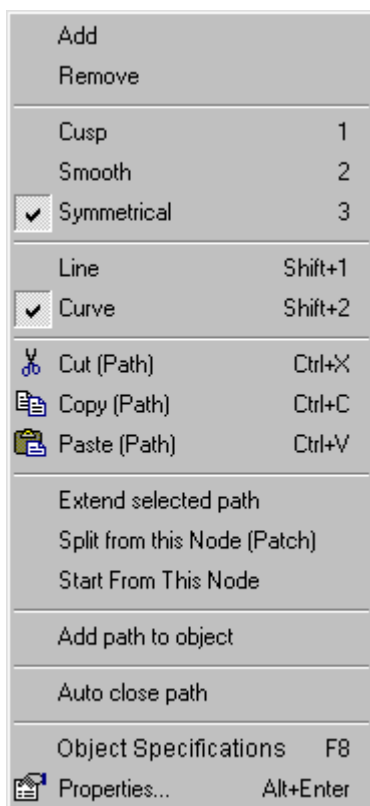 Add
Remove
Cusp 1
Smooth 2
Symmetrical 3
Line Shift+1
Curve Shift+2
Cut (Path) Ctrl+X
Copy (Path) Ctrl+C
Paste (Path) Ctrl+V
Extend selected path
Split from this Node (Patch)
Start From This Node
Add path to object
Auto close path
Object Specifications F8
Properties... Alt+Enter